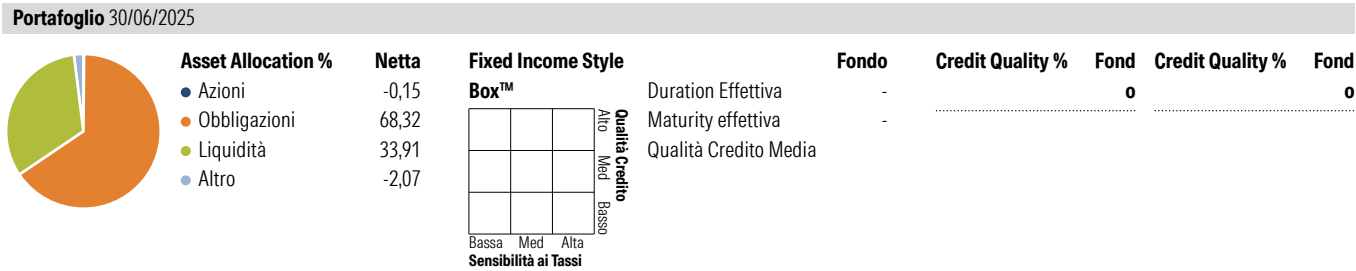 Portafoglio 30/06/2025
Asset Allocation % Netta
Azioni -0,15
Obbligazioni 68,32
Liquidità 33,91
Altro -2,07
Fixed Income Style
Box™
Alto Med Basso
Qualità Credito
Bassa Med Alta
Sensibilità ai Tassi
Fondo
Duration Effettiva -
Maturity effettiva -
Qualità Credito Media
Credit Quality % Fond
o
Credit Quality % Fond
o